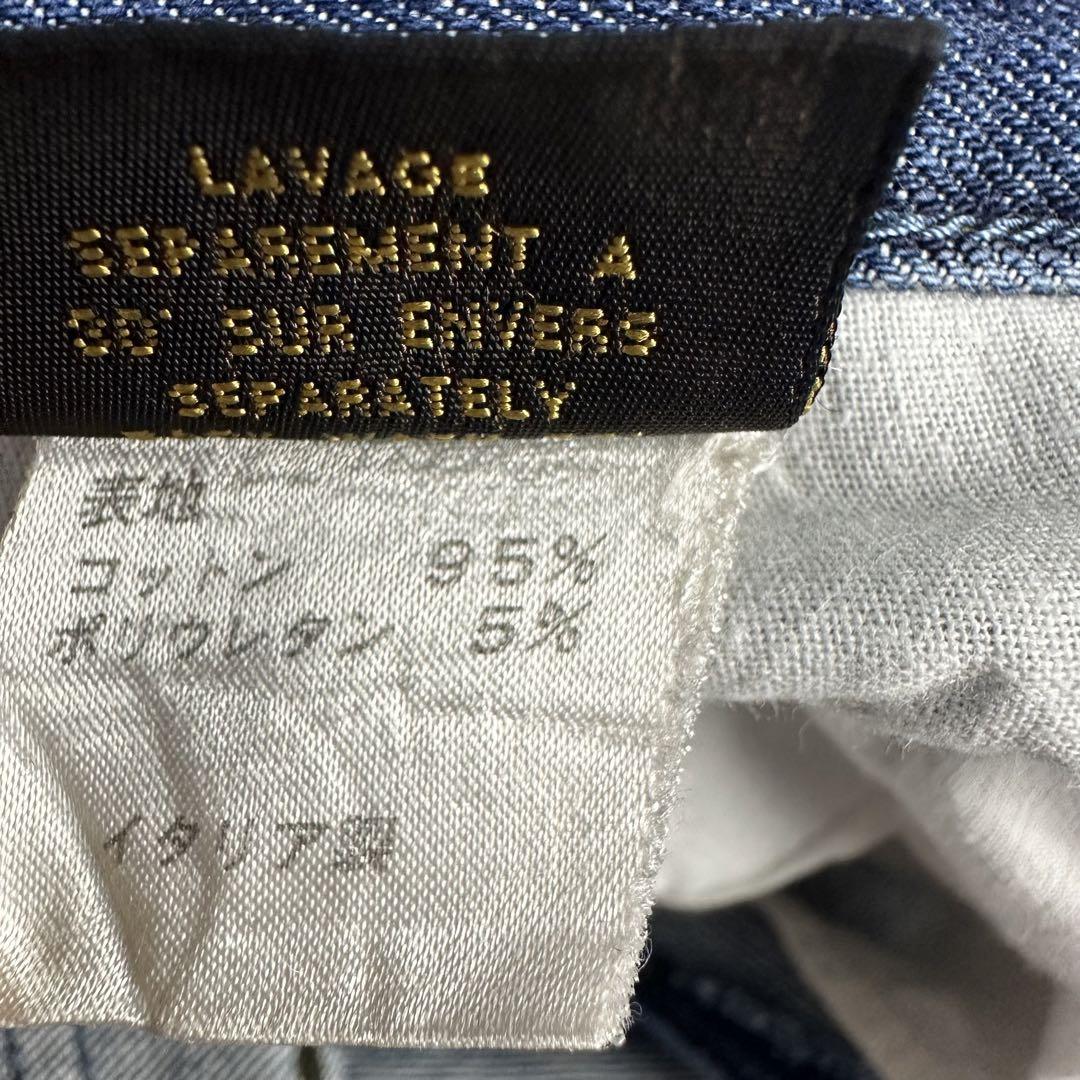 LAVAGE
SEPAREMENT A
30° SUR ENVERS
SEPARATELY
表地
コットン 95%
ポリウレタン 5%
イタリア製